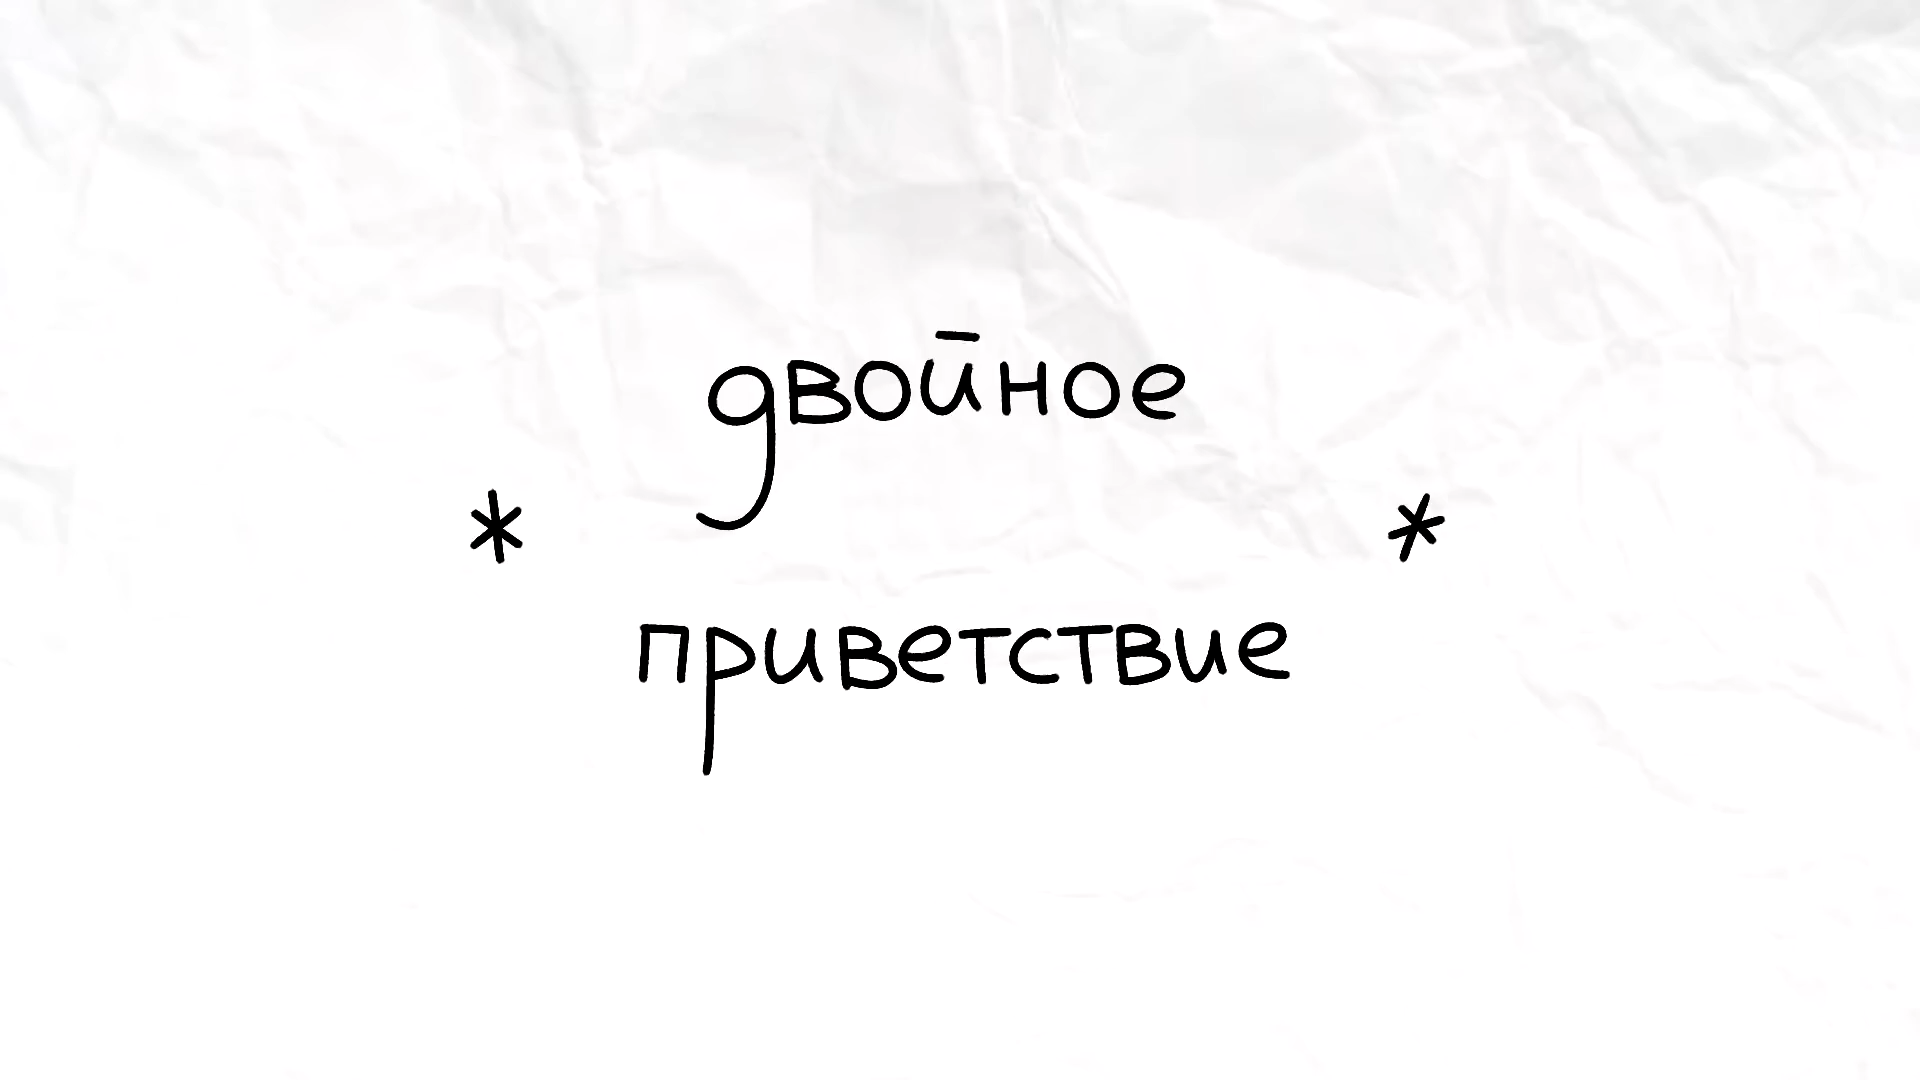 двойное
* *
приветствие